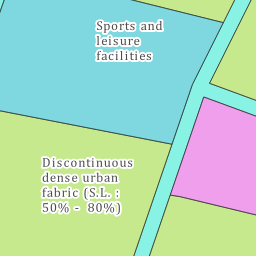 Sports and
leisure
facilities
Discontinuous
dense urban
fabric (S.L. :
50% - 80%)